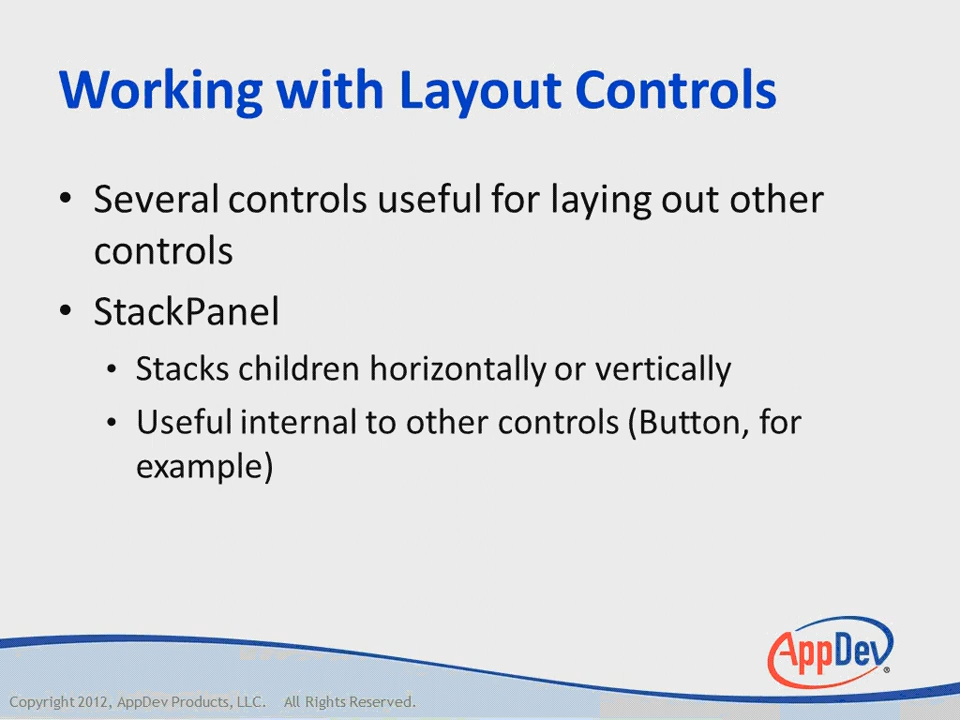 Working with Layout Controls
• Several controls useful for laying out other
controls
• StackPanel
• Stacks children horizontally or vertically
• Useful internal to other controls (Button, for
example)
AppDev®
Copyright 2012, AppDev Products, LLC. All Rights Reserved.